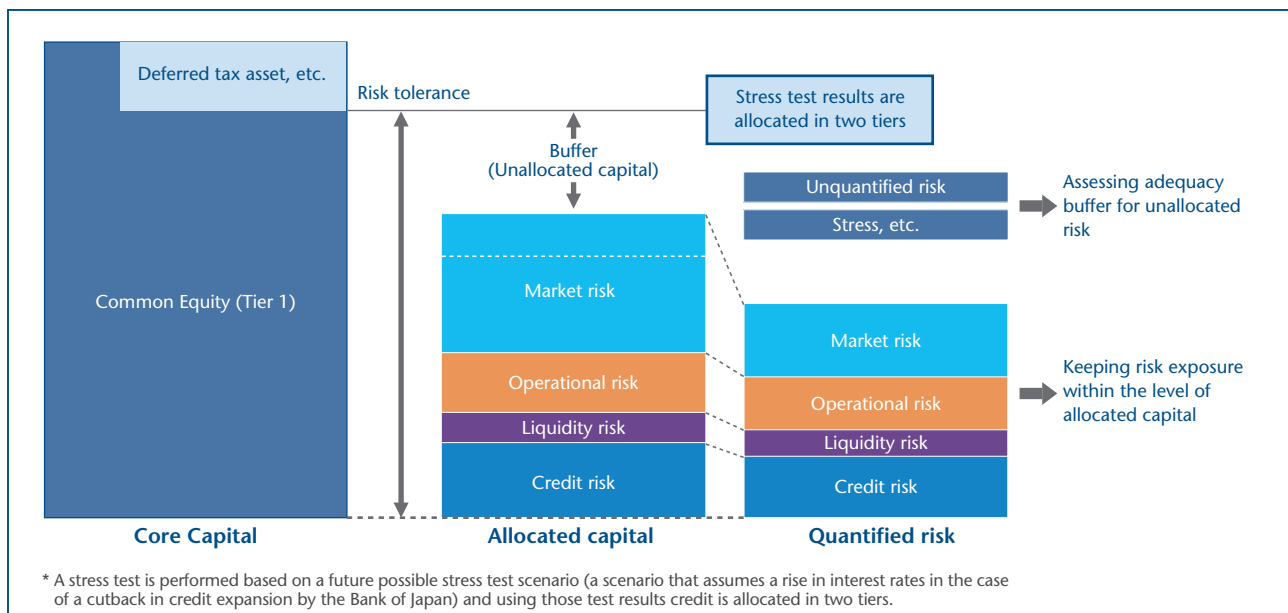 Deferred tax asset, etc.
Common Equity (Tier 1)
Core Capital
Risk tolerance
Buffer
(Unallocated capital)
Market risk
Operational risk
Liquidity risk
Credit risk
Allocated capital
Stress test results are
allocated in two tiers
Unquantified risk
Stress, etc.
Market risk
Operational risk
Liquidity risk
Credit risk
Quantified risk
Assessing adequacy
buffer for unallocated
risk
Keeping risk exposure
within the level of
allocated capital
* A stress test is performed based on a future possible stress test scenario (a scenario that assumes a rise in interest rates in the case
of a cutback in credit expansion by the Bank of Japan) and using those test results credit is allocated in two tiers.